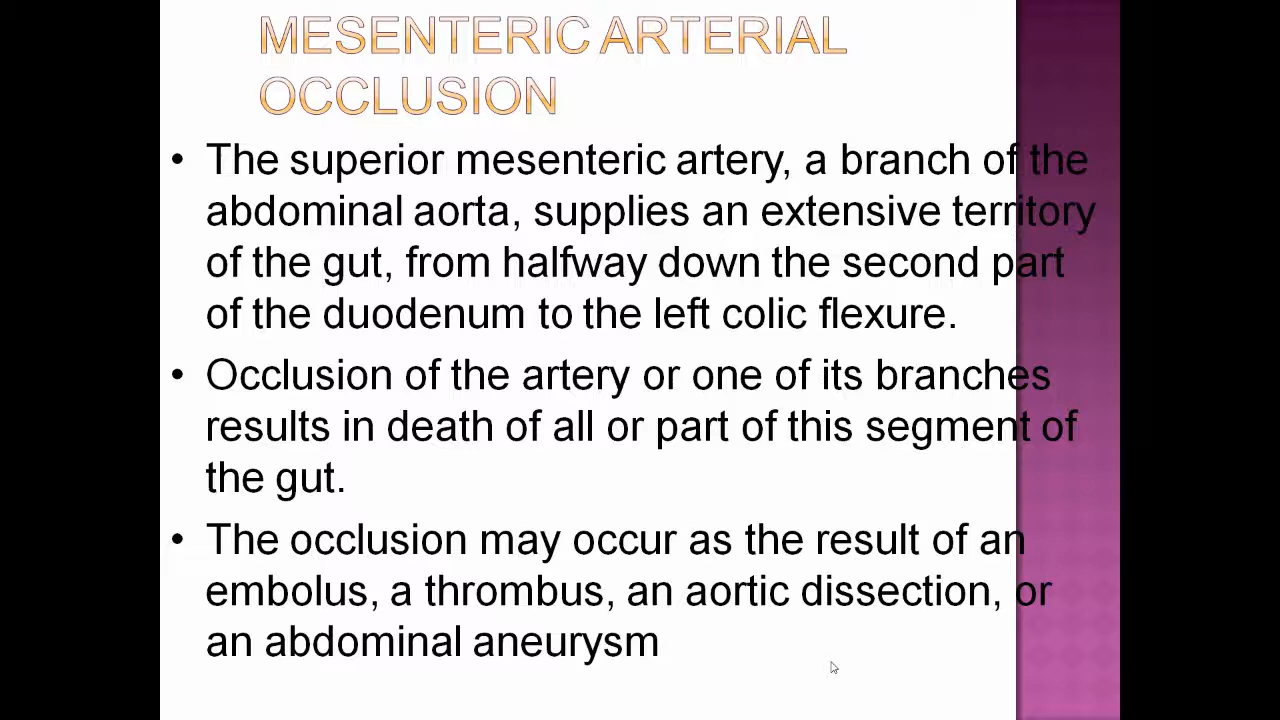 MESENTERIC ARTERIAL
OCCLUSION
• The superior mesenteric artery, a branch of the
abdominal aorta, supplies an extensive territory
of the gut, from halfway down the second part
of the duodenum to the left colic flexure.
• Occlusion of the artery or one of its branches
results in death of all or part of this segment of
the gut.
• The occlusion may occur as the result of an
embolus, a thrombus, an aortic dissection, or
an abdominal aneurysm